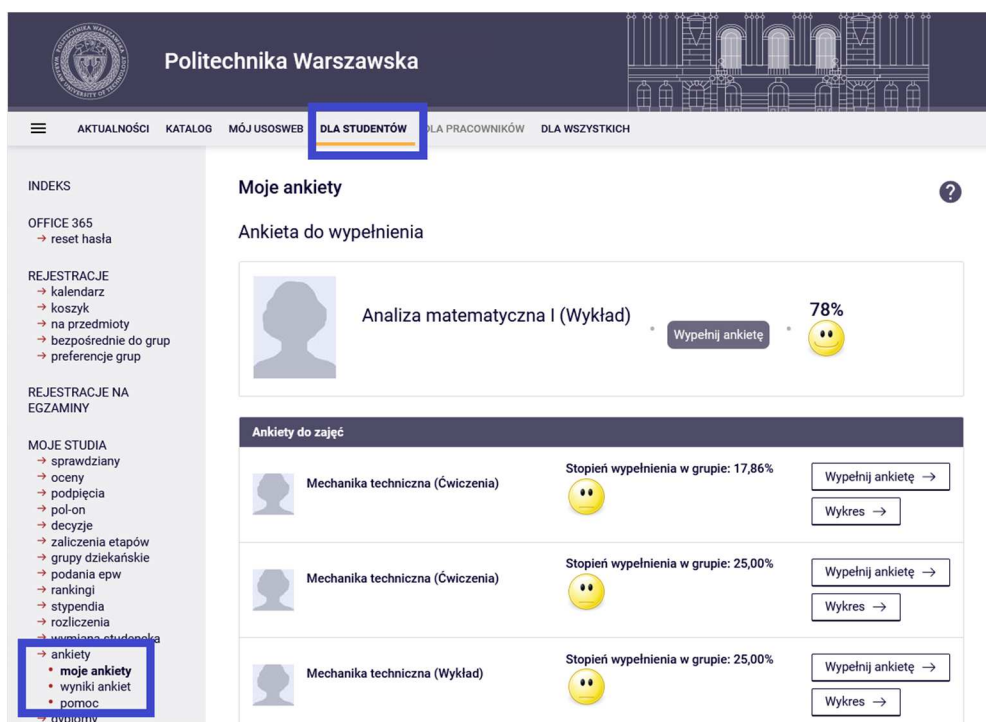 Politechnika Warszawska
AKTUALNOŚCI KATALOG MÓJ USOSWEB DLA STUDENTÓW DLA PRACOWNIKÓW DLA WSZYSTKICH
INDEKS
OFFICE 365
→ reset hasła
REJESTRACJE
→ kalendarz
→ koszyk
→ na przedmioty
→ bezpośrednie do grup
→ preferencje grup
REJESTRACJE NA
EGZAMINY
MOJE STUDIA
→ sprawdziany
→ oceny
→ podpięcia
→ pol-on
→ decyzje
→ zaliczenia etapów
→ grupy dziekańskie
→ podania epw
→ rankingi
→ stypendia
→ rozliczenia
→ wymiana studencka
→ ankiety
• moje ankiety
• wyniki ankiet
• pomoc
→ dyplomy
Moje ankiety
?
Ankieta do wypełnienia
Analiza matematyczna I (Wykład)
Wypełnij ankietę
78%
Ankiety do zajęć
Mechanika techniczna (Ćwiczenia)
Stopień wypełnienia w grupie: 17,86%
Wypełnij ankietę →
Wykres →
Mechanika techniczna (Ćwiczenia)
Stopień wypełnienia w grupie: 25,00%
Wypełnij ankietę →
Wykres →
Mechanika techniczna (Wykład)
Stopień wypełnienia w grupie: 25,00%
Wypełnij ankietę →
Wykres →